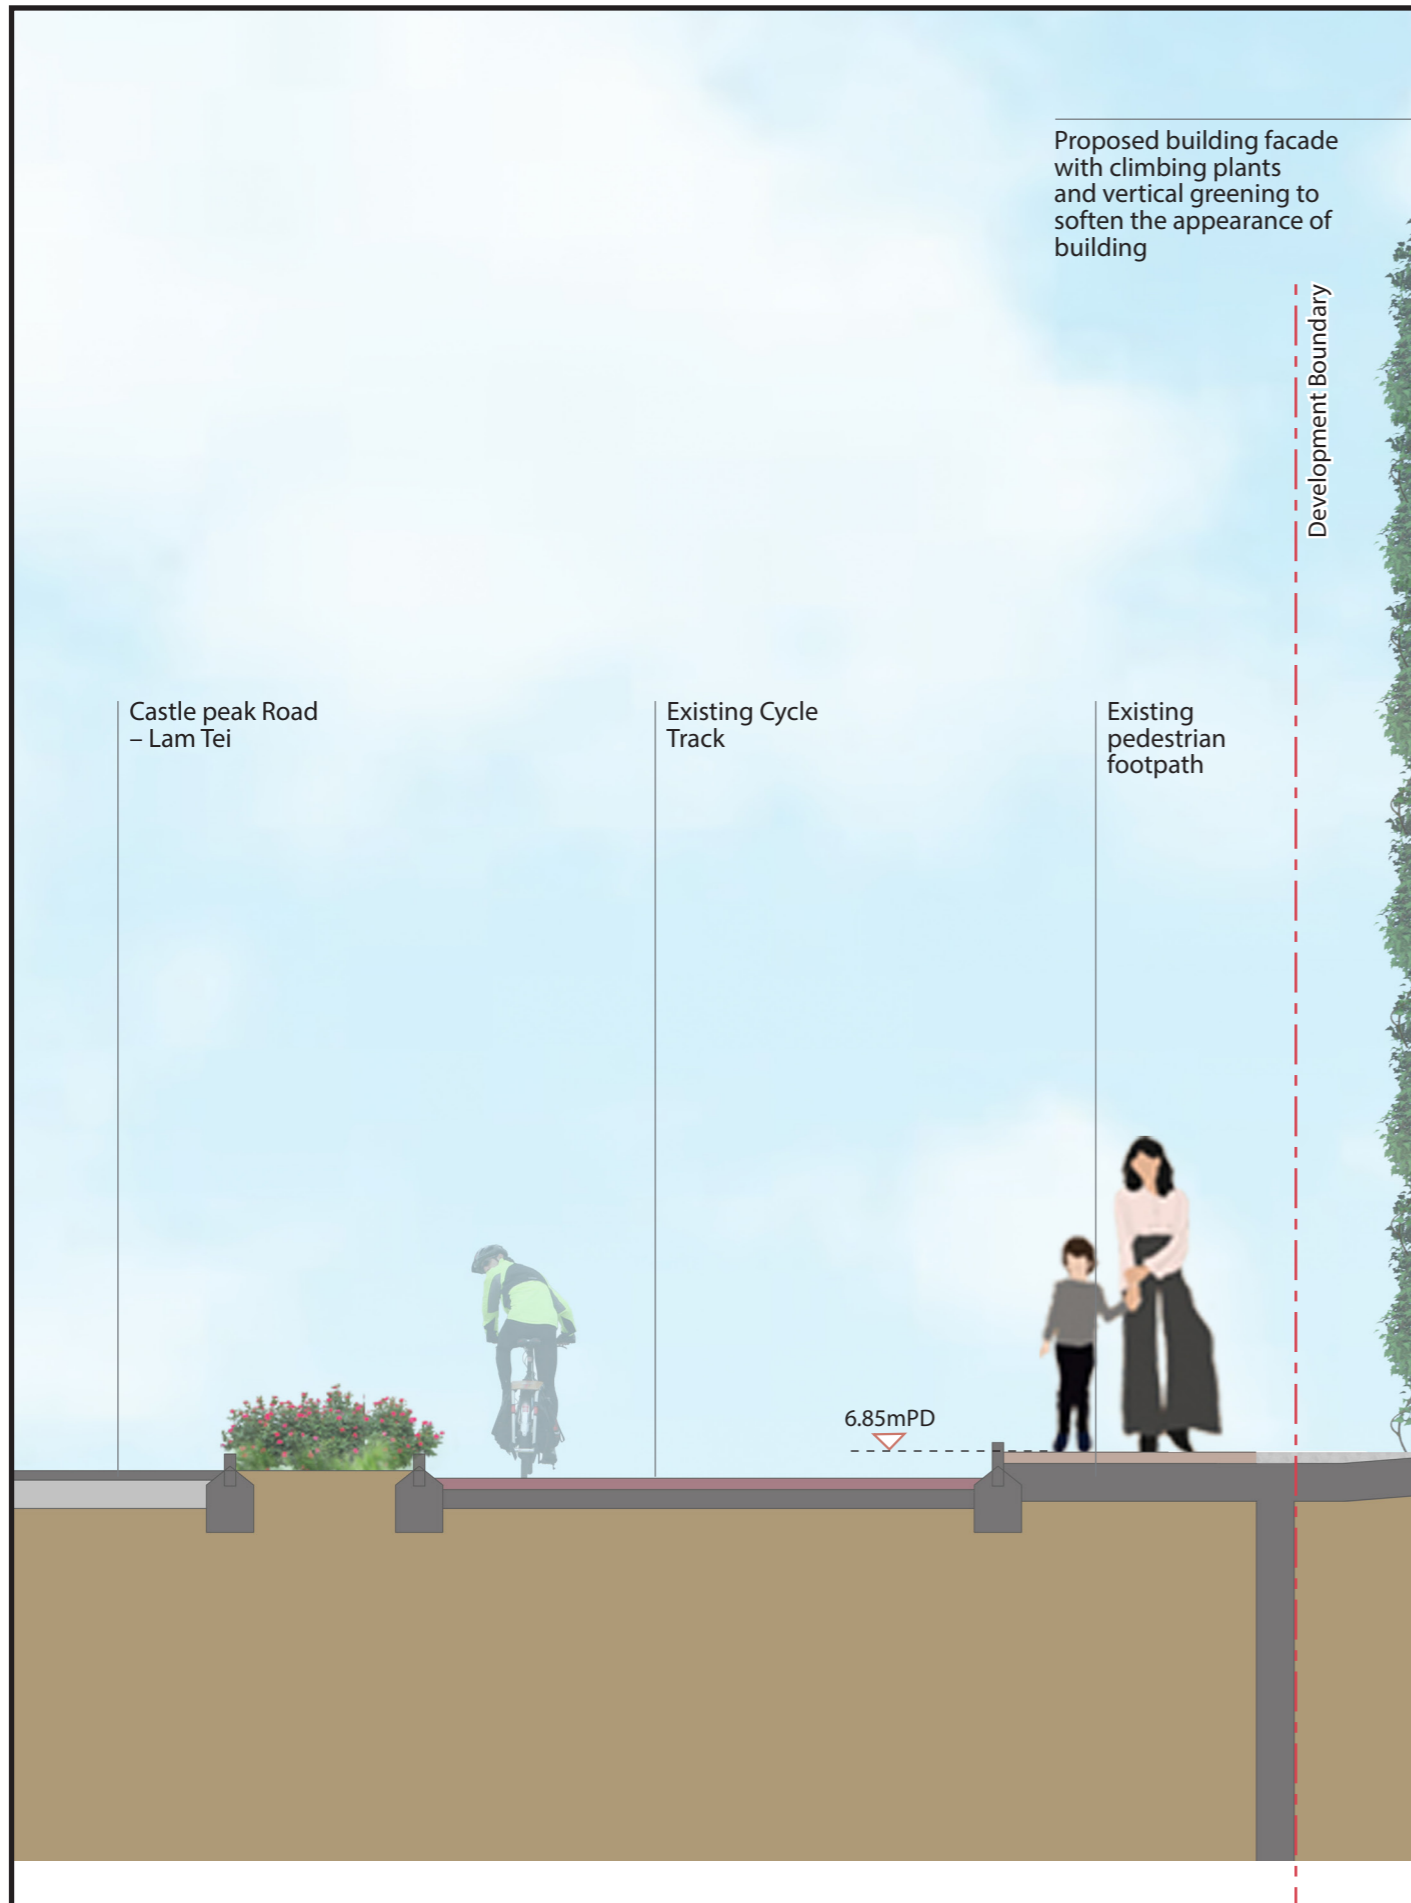 Proposed building facade
with climbing plants
and vertical greening to
soften the appearance of
building
Development Boundary
Castle peak Road
– Lam Tei
Existing Cycle
Track
Existing
pedestrian
footpath
6.85mPD